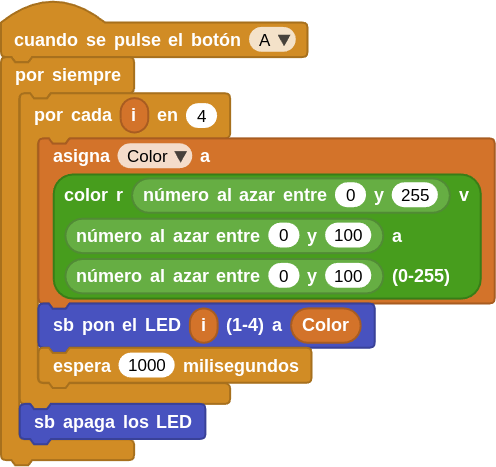 cuando se pulse el botón A
por siempre
por cada i en 4
asigna Color a
color r número al azar entre 0 y 255 v
número al azar entre 0 y 100 a
número al azar entre 0 y 100 (0-255)
sb pon el LED i (1-4) a Color
espera 1000 milisegundos
sb apaga los LED